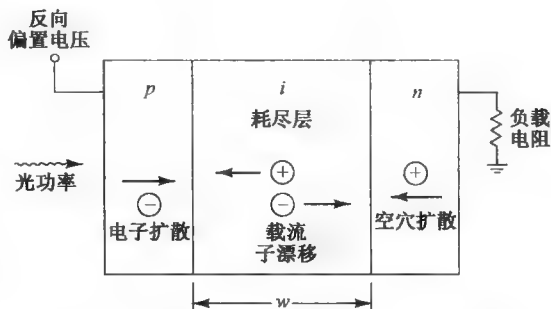 反向
偏置电压
p
i
n
耗尽层
负载
电阻
光功率
+
+
−
−
电子扩散
载流
子漂移
空穴扩散
w